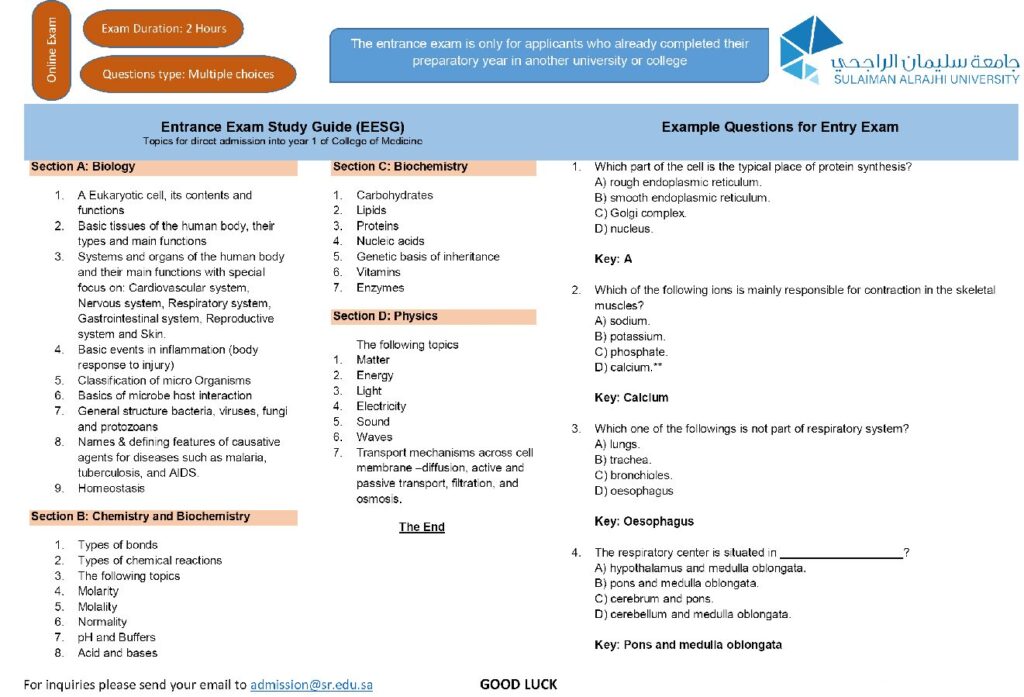 Online Exam
Exam Duration: 2 Hours
Questions type: Multiple choices
The entrance exam is only for applicants who already completed their
preparatory year in another university or college
جامعة سليمان الراجحي
SULAIMAN ALRAJHI UNIVERSITY
Entrance Exam Study Guide (EESG)
Topics for direct admission into year 1 of College of Medicine
Example Questions for Entry Exam
Section A: Biology
1. A Eukaryotic cell, its contents and
functions
2. Basic tissues of the human body, their
types and main functions
3. Systems and organs of the human body
and their main functions with special
focus on: Cardiovascular system,
Nervous system, Respiratory system,
Gastrointestinal system, Reproductive
system and Skin.
4. Basic events in inflammation (body
response to injury)
5. Classification of micro Organisms
6. Basics of microbe host interaction
7. General structure bacteria, viruses, fungi
and protozoans
8. Names & defining features of causative
agents for diseases such as malaria,
tuberculosis, and AIDS.
9. Homeostasis
Section B: Chemistry and Biochemistry
1. Types of bonds
2. Types of chemical reactions
3. The following topics
4. Molarity
5. Molality
6. Normality
7. pH and Buffers
8. Acid and bases
Section C: Biochemistry
1. Carbohydrates
2. Lipids
3. Proteins
4. Nucleic acids
5. Genetic basis of inheritance
6. Vitamins
7. Enzymes
Section D: Physics
The following topics
1. Matter
2. Energy
3. Light
4. Electricity
5. Sound
6. Waves
7. Transport mechanisms across cell
membrane –diffusion, active and
passive transport, filtration, and
osmosis.
The End
1. Which part of the cell is the typical place of protein synthesis?
A) rough endoplasmic reticulum.
B) smooth endoplasmic reticulum.
C) Golgi complex.
D) nucleus.
Key: A
2. Which of the following ions is mainly responsible for contraction in the skeletal
muscles?
A) sodium.
B) potassium.
C) phosphate.
D) calcium.**
Key: Calcium
3. Which one of the followings is not part of respiratory system?
A) lungs.
B) trachea.
C) bronchioles.
D) oesophagus
Key: Oesophagus
4. The respiratory center is situated in ____________________?
A) hypothalamus and medulla oblongata.
B) pons and medulla oblongata.
C) cerebrum and pons.
D) cerebellum and medulla oblongata.
Key: Pons and medulla oblongata
For inquiries please send your email to admission@sr.edu.sa
GOOD LUCK